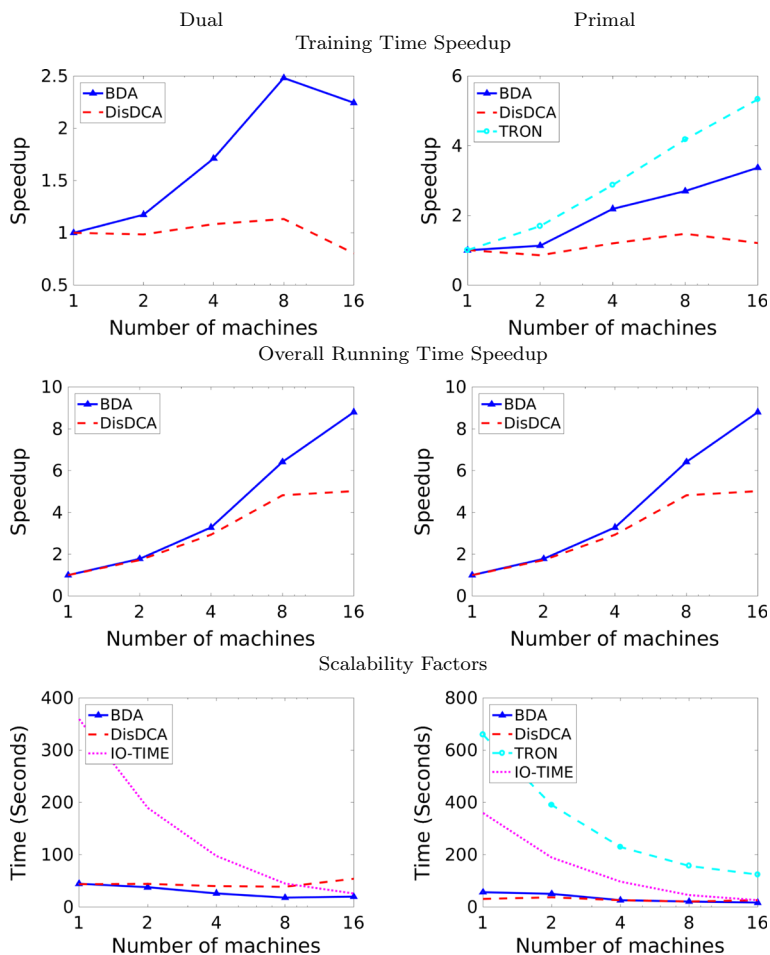 Dual
Primal
Training Time Speedup
2.5
2
1.5
1
0.5
Speedup
BDA
DisDCA
1 2 4 8 16
Number of machines
6
4
2
0
Speedup
BDA
DisDCA
TRON
1 2 4 8 16
Number of machines
Overall Running Time Speedup
10
8
6
4
2
0
Speedup
BDA
DisDCA
1 2 4 8 16
Number of machines
10
8
6
4
2
0
Speedup
BDA
DisDCA
1 2 4 8 16
Number of machines
Scalability Factors
400
300
200
100
0
Time (Seconds)
BDA
DisDCA
IO-TIME
1 2 4 8 16
Number of machines
800
600
400
200
0
Time (Seconds)
BDA
DisDCA
TRON
IO-TIME
1 2 4 8 16
Number of machines